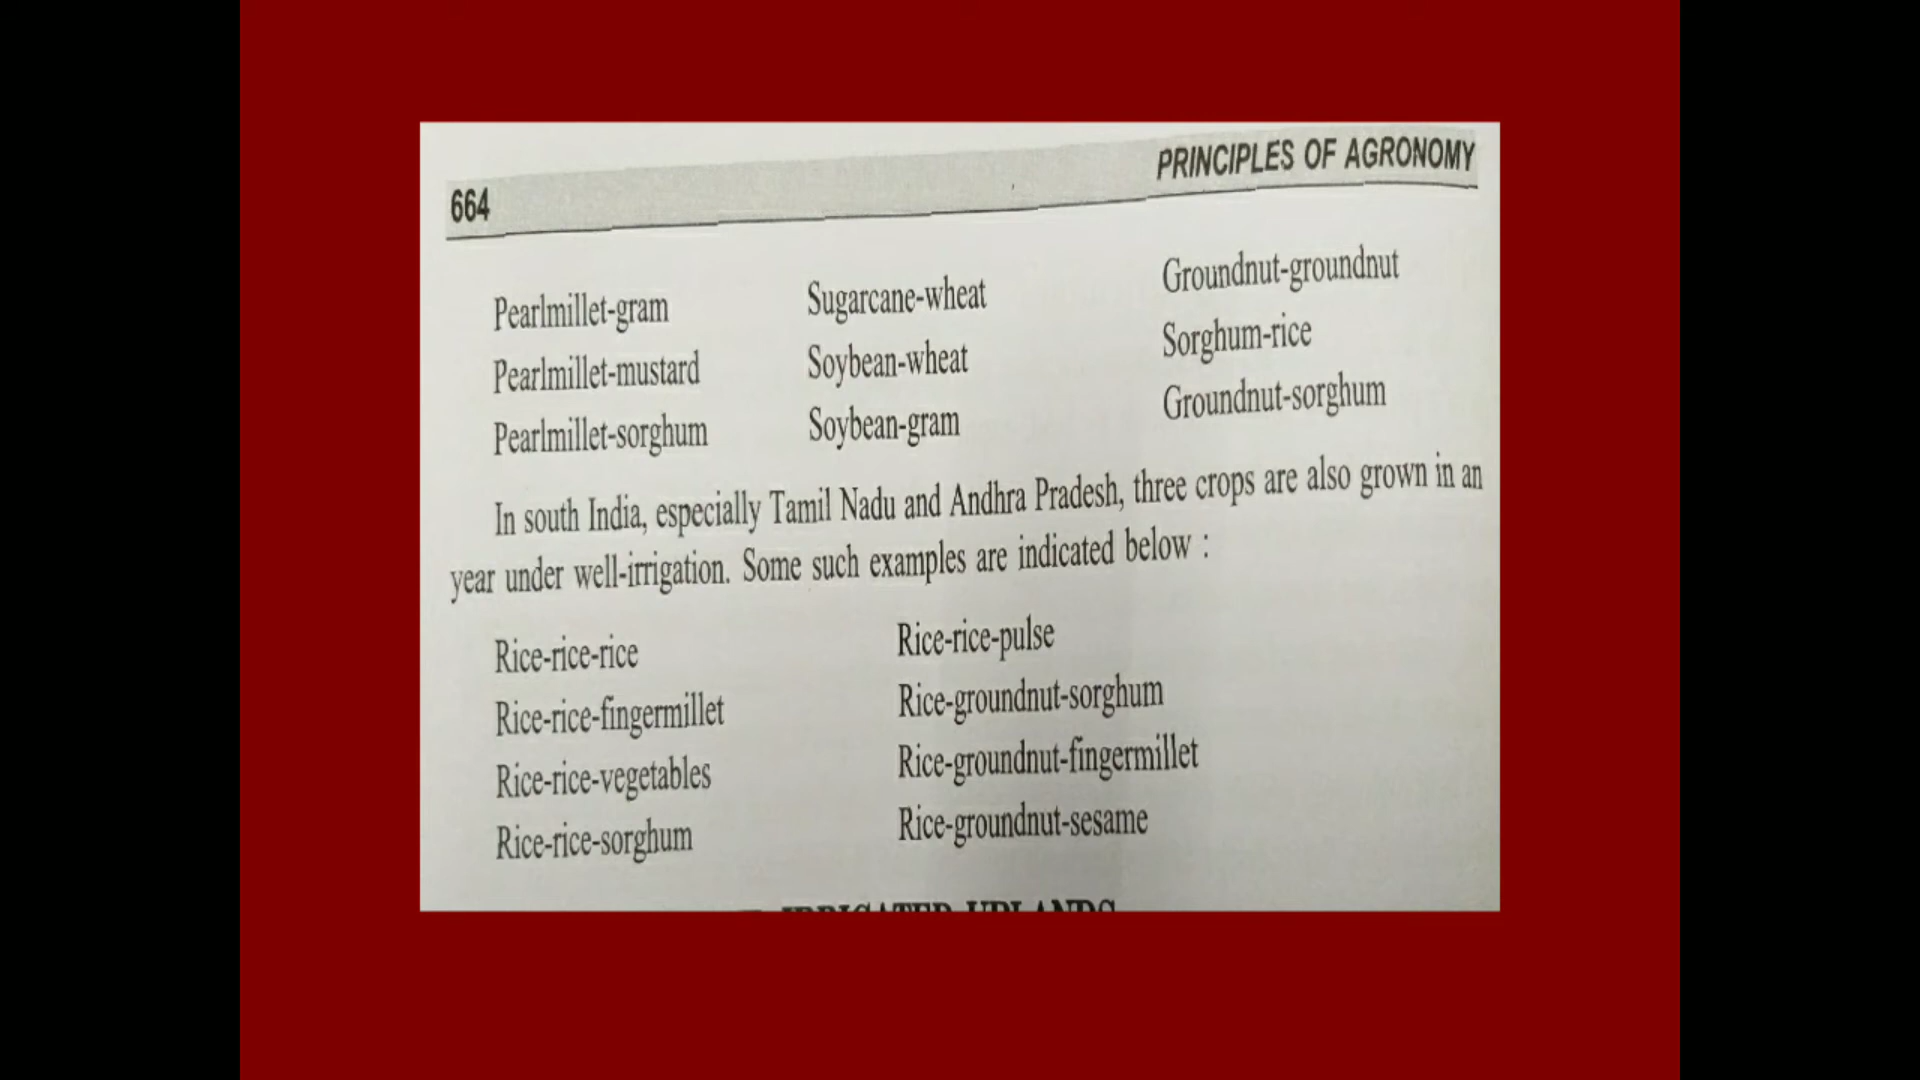 664 PRINCIPLES OF AGRONOMY
Pearlmillet-gram Sugarcane-wheat Groundnut-groundnut
Pearlmillet-mustard Soybean-wheat Sorghum-rice
Pearlmillet-sorghum Soybean-gram Groundnut-sorghum
In south India, especially Tamil Nadu and Andhra Pradesh, three crops are also grown in an
year under well-irrigation. Some such examples are indicated below :
Rice-rice-rice Rice-rice-pulse
Rice-rice-fingermillet Rice-groundnut-sorghum
Rice-rice-vegetables Rice-groundnut-fingermillet
Rice-rice-sorghum Rice-groundnut-sesame
IRRIGATED UPLANDS